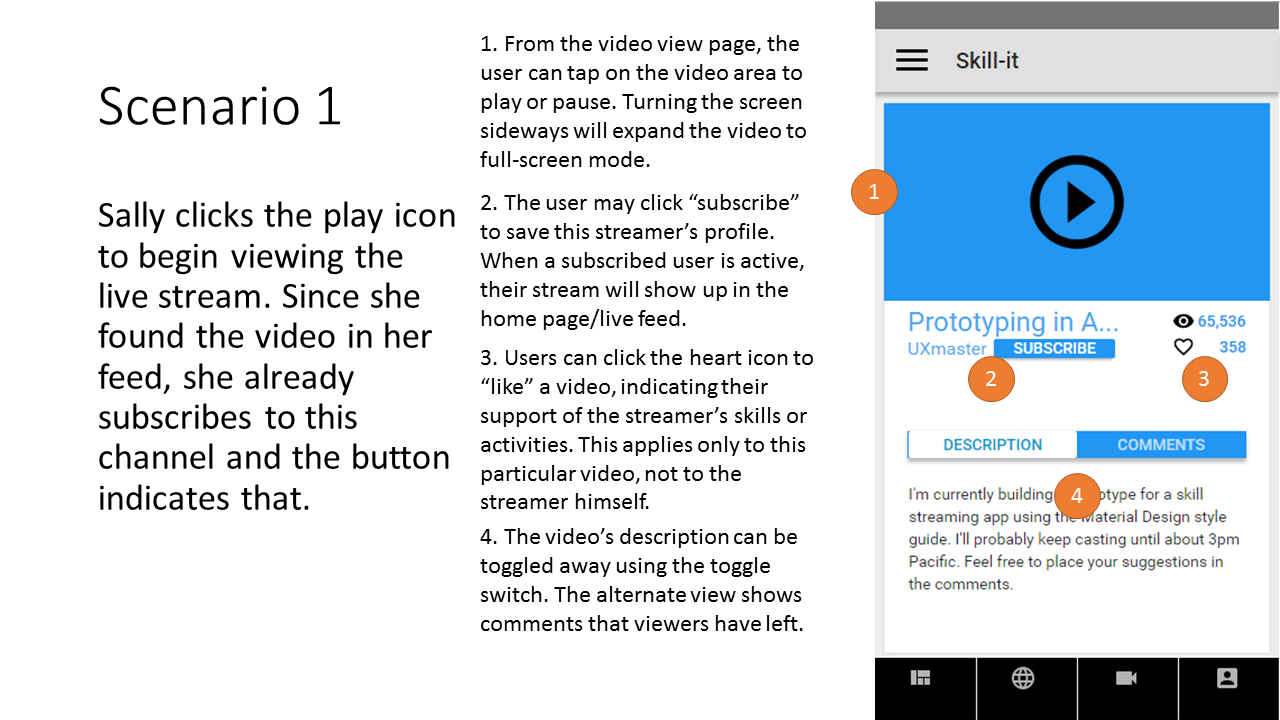 Scenario 1
Sally clicks the play icon
to begin viewing the
live stream. Since she
found the video in her
feed, she already
subscribes to this
channel and the button
indicates that.
1. From the video view page, the
user can tap on the video area to
play or pause. Turning the screen
sideways will expand the video to
full-screen mode.
2. The user may click “subscribe”
to save this streamer’s profile.
When a subscribed user is active,
their stream will show up in the
home page/live feed.
3. Users can click the heart icon to
“like” a video, indicating their
support of the streamer’s skills or
activities. This applies only to this
particular video, not to the
streamer himself.
4. The video’s description can be
toggled away using the toggle
switch. The alternate view shows
comments that viewers have left.
Skill-it
1
Prototyping in A...
65,536
UXmaster
SUBSCRIBE
358
2
3
DESCRIPTION
COMMENTS
4
I'm currently building otype for a skill
streaming app using the Material Design style
guide. I'll probably keep casting until about 3pm
Pacific. Feel free to place your suggestions in
the comments.